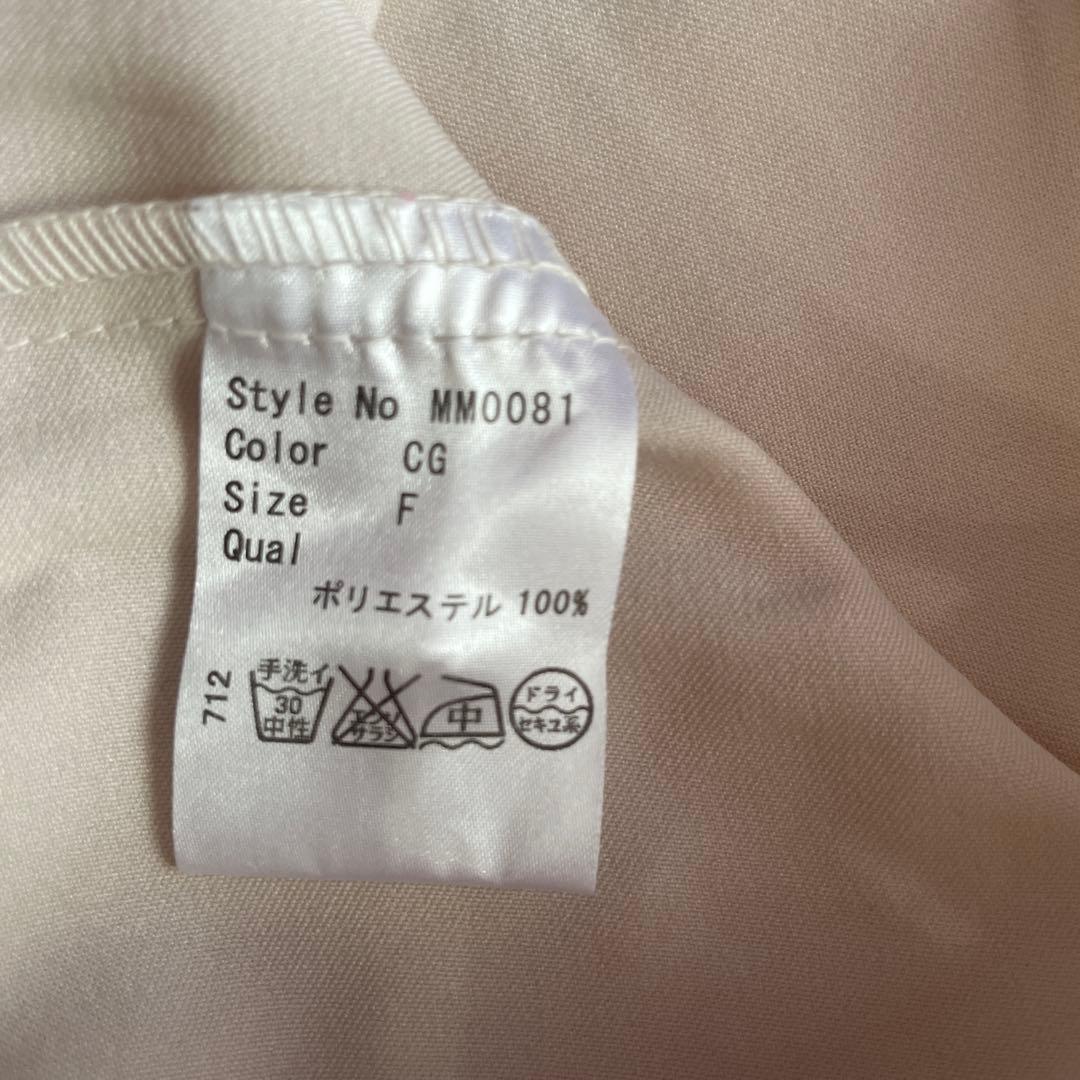 Style No MM0081
Color CG
Size F
Qual
ポリエステル 100%
712
手洗イ
30
中性
エンソ
サラシ
中
ドライ
セキユ系